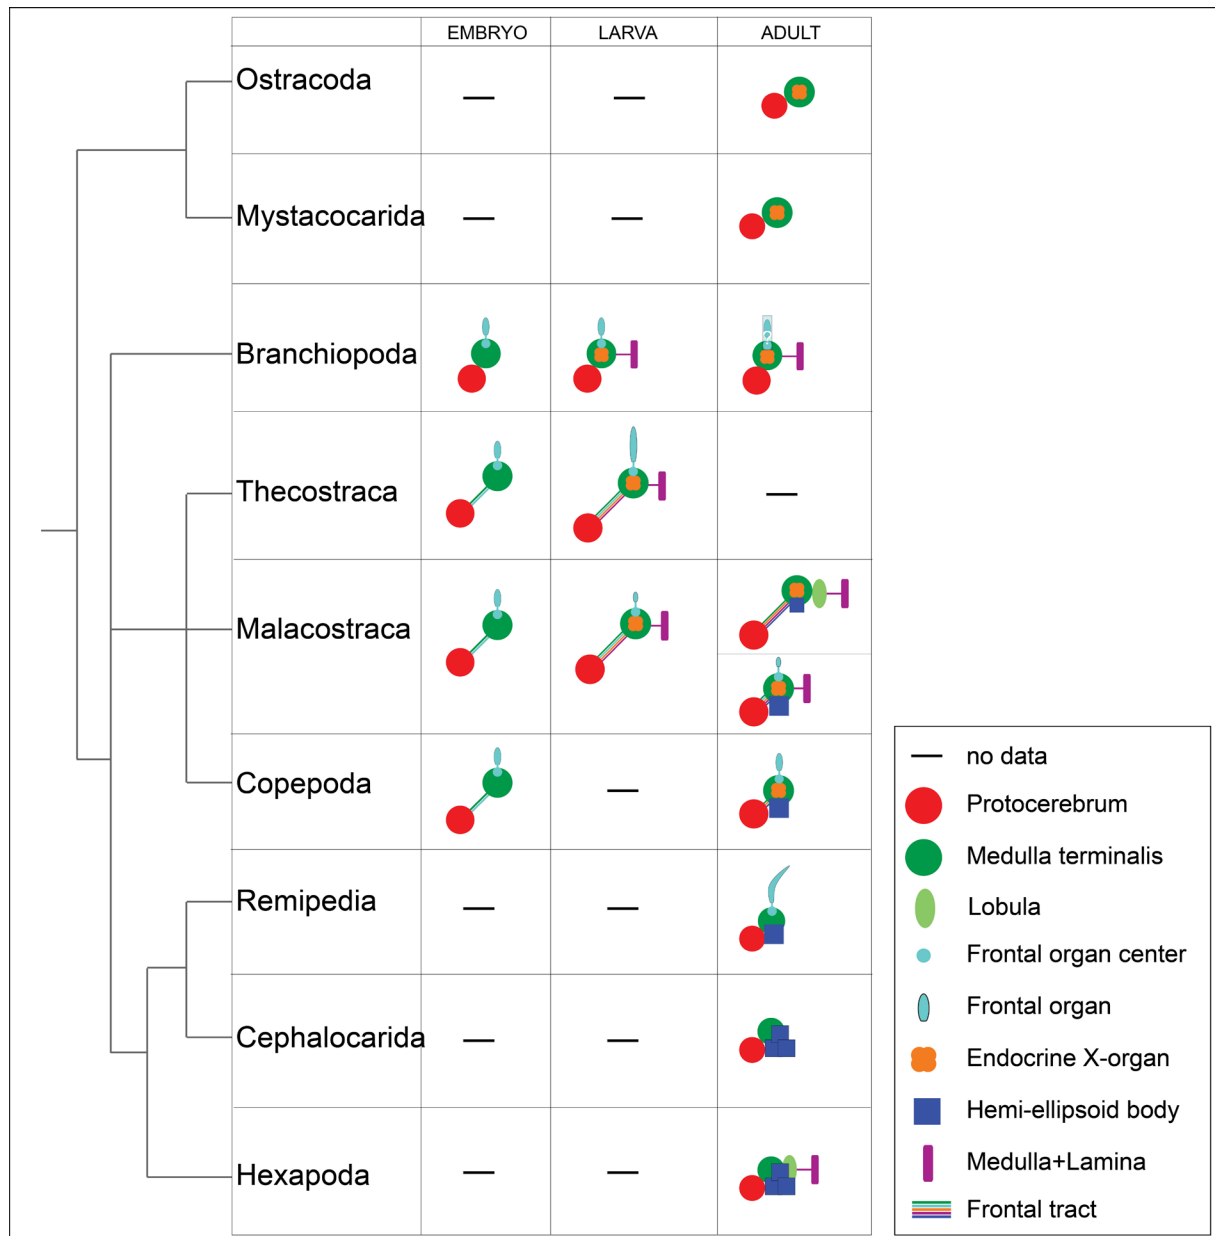 EMBRYO LARVA ADULT
Ostracoda
Mystacocarida
Branchiopoda
Thecostraca
Malacostraca
Copepoda
Remipedia
Cephalocarida
Hexapoda
no data
Protocerebrum
Medulla terminalis
Lobula
Frontal organ center
Frontal organ
Endocrine X-organ
Hemi-ellipsoid body
Medulla+Lamina
Frontal tract